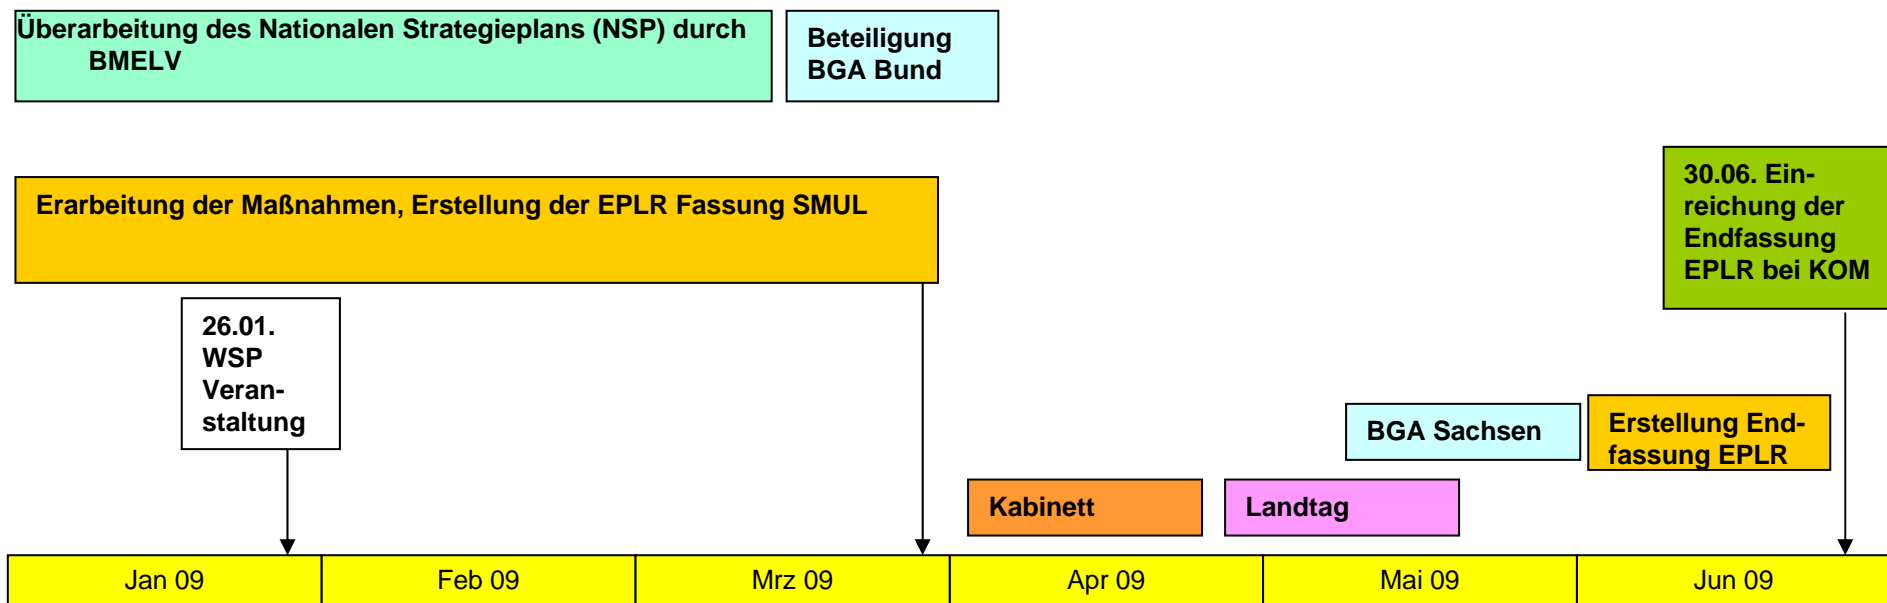 Überarbeitung des Nationalen Strategieplans (NSP) durch
BMELV
Beteiligung
BGA Bund
Erarbeitung der Maßnahmen, Erstellung der EPLR Fassung SMUL
30.06. Ein-
reichung der
Endfassung
EPLR bei KOM
26.01.
WSP
Veran-
staltung
BGA Sachsen
Erstellung End-
fassung EPLR
Kabinett
Landtag
Jan 09
Feb 09
Mrz 09
Apr 09
Mai 09
Jun 09